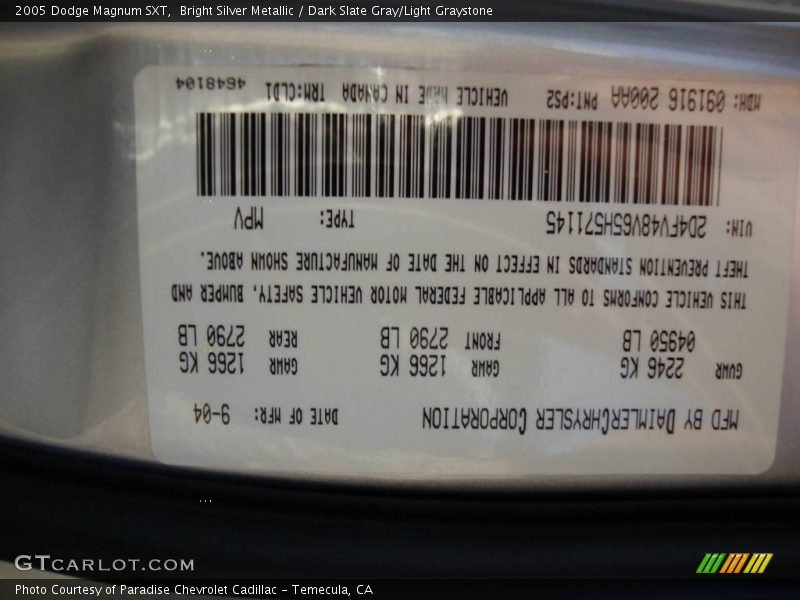 2005 Dodge Magnum SXT,  Bright Silver Metallic / Dark Slate Gray/Light Graystone
MFD BY DAIMLERCHRYSLER CORPORATION DATE OF MFR: 9-04
GVWR 2246 KG GAWR 1266 KG GAWR 1266 KG
04950 LB FRONT 2790 LB REAR 2790 LB
THIS VEHICLE CONFORMS TO ALL APPLICABLE FEDERAL MOTOR VEHICLE SAFETY, BUMPER AND
THEFT PREVENTION STANDARDS IN EFFECT ON THE DATE OF MANUFACTURE SHOWN ABOVE.
VIN: 2D4FV48V65H571145 TYPE: MPV
MDH: 091916 200AA PNT:PS2 VEHICLE MADE IN CANADA TRM:CLD1 4648104
GTCARLOT.COM
Photo Courtesy of Paradise Chevrolet Cadillac - Temecula, CA